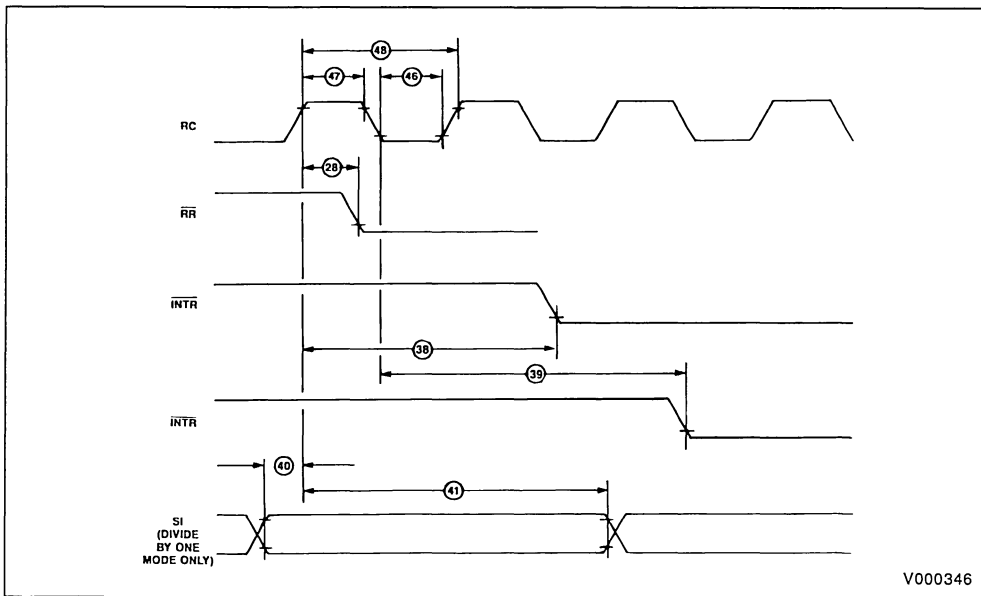 48
47
46
RC
28
RR
INTR
38
39
INTR
40
41
SI
(DIVIDE
BY ONE
MODE ONLY)
V000346